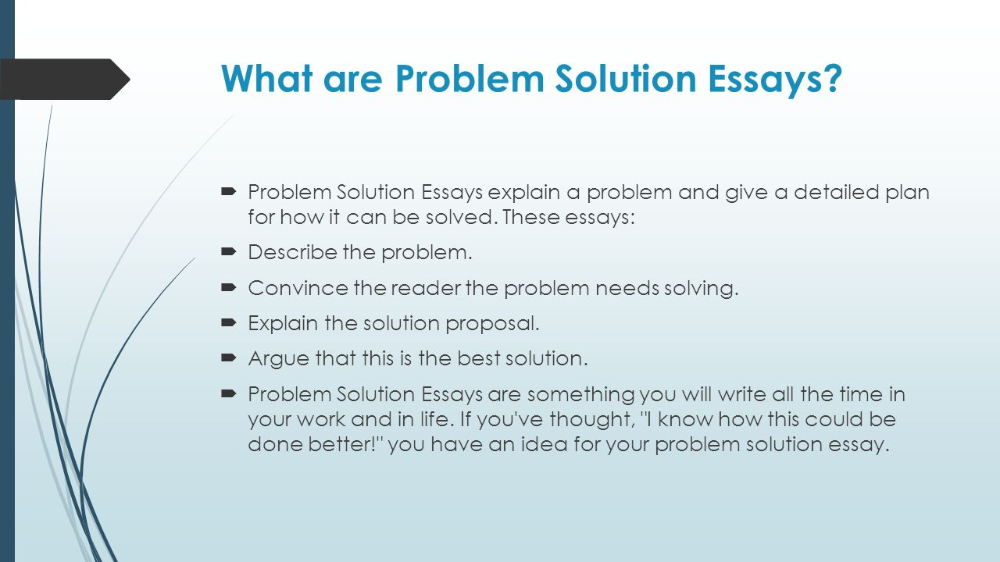 What are Problem Solution Essays?
Problem Solution Essays explain a problem and give a detailed plan
for how it can be solved. These essays:
Describe the problem.
Convince the reader the problem needs solving.
Explain the solution proposal.
Argue that this is the best solution.
Problem Solution Essays are something you will write all the time in
your work and in life. If you've thought, "I know how this could be
done better!" you have an idea for your problem solution essay.